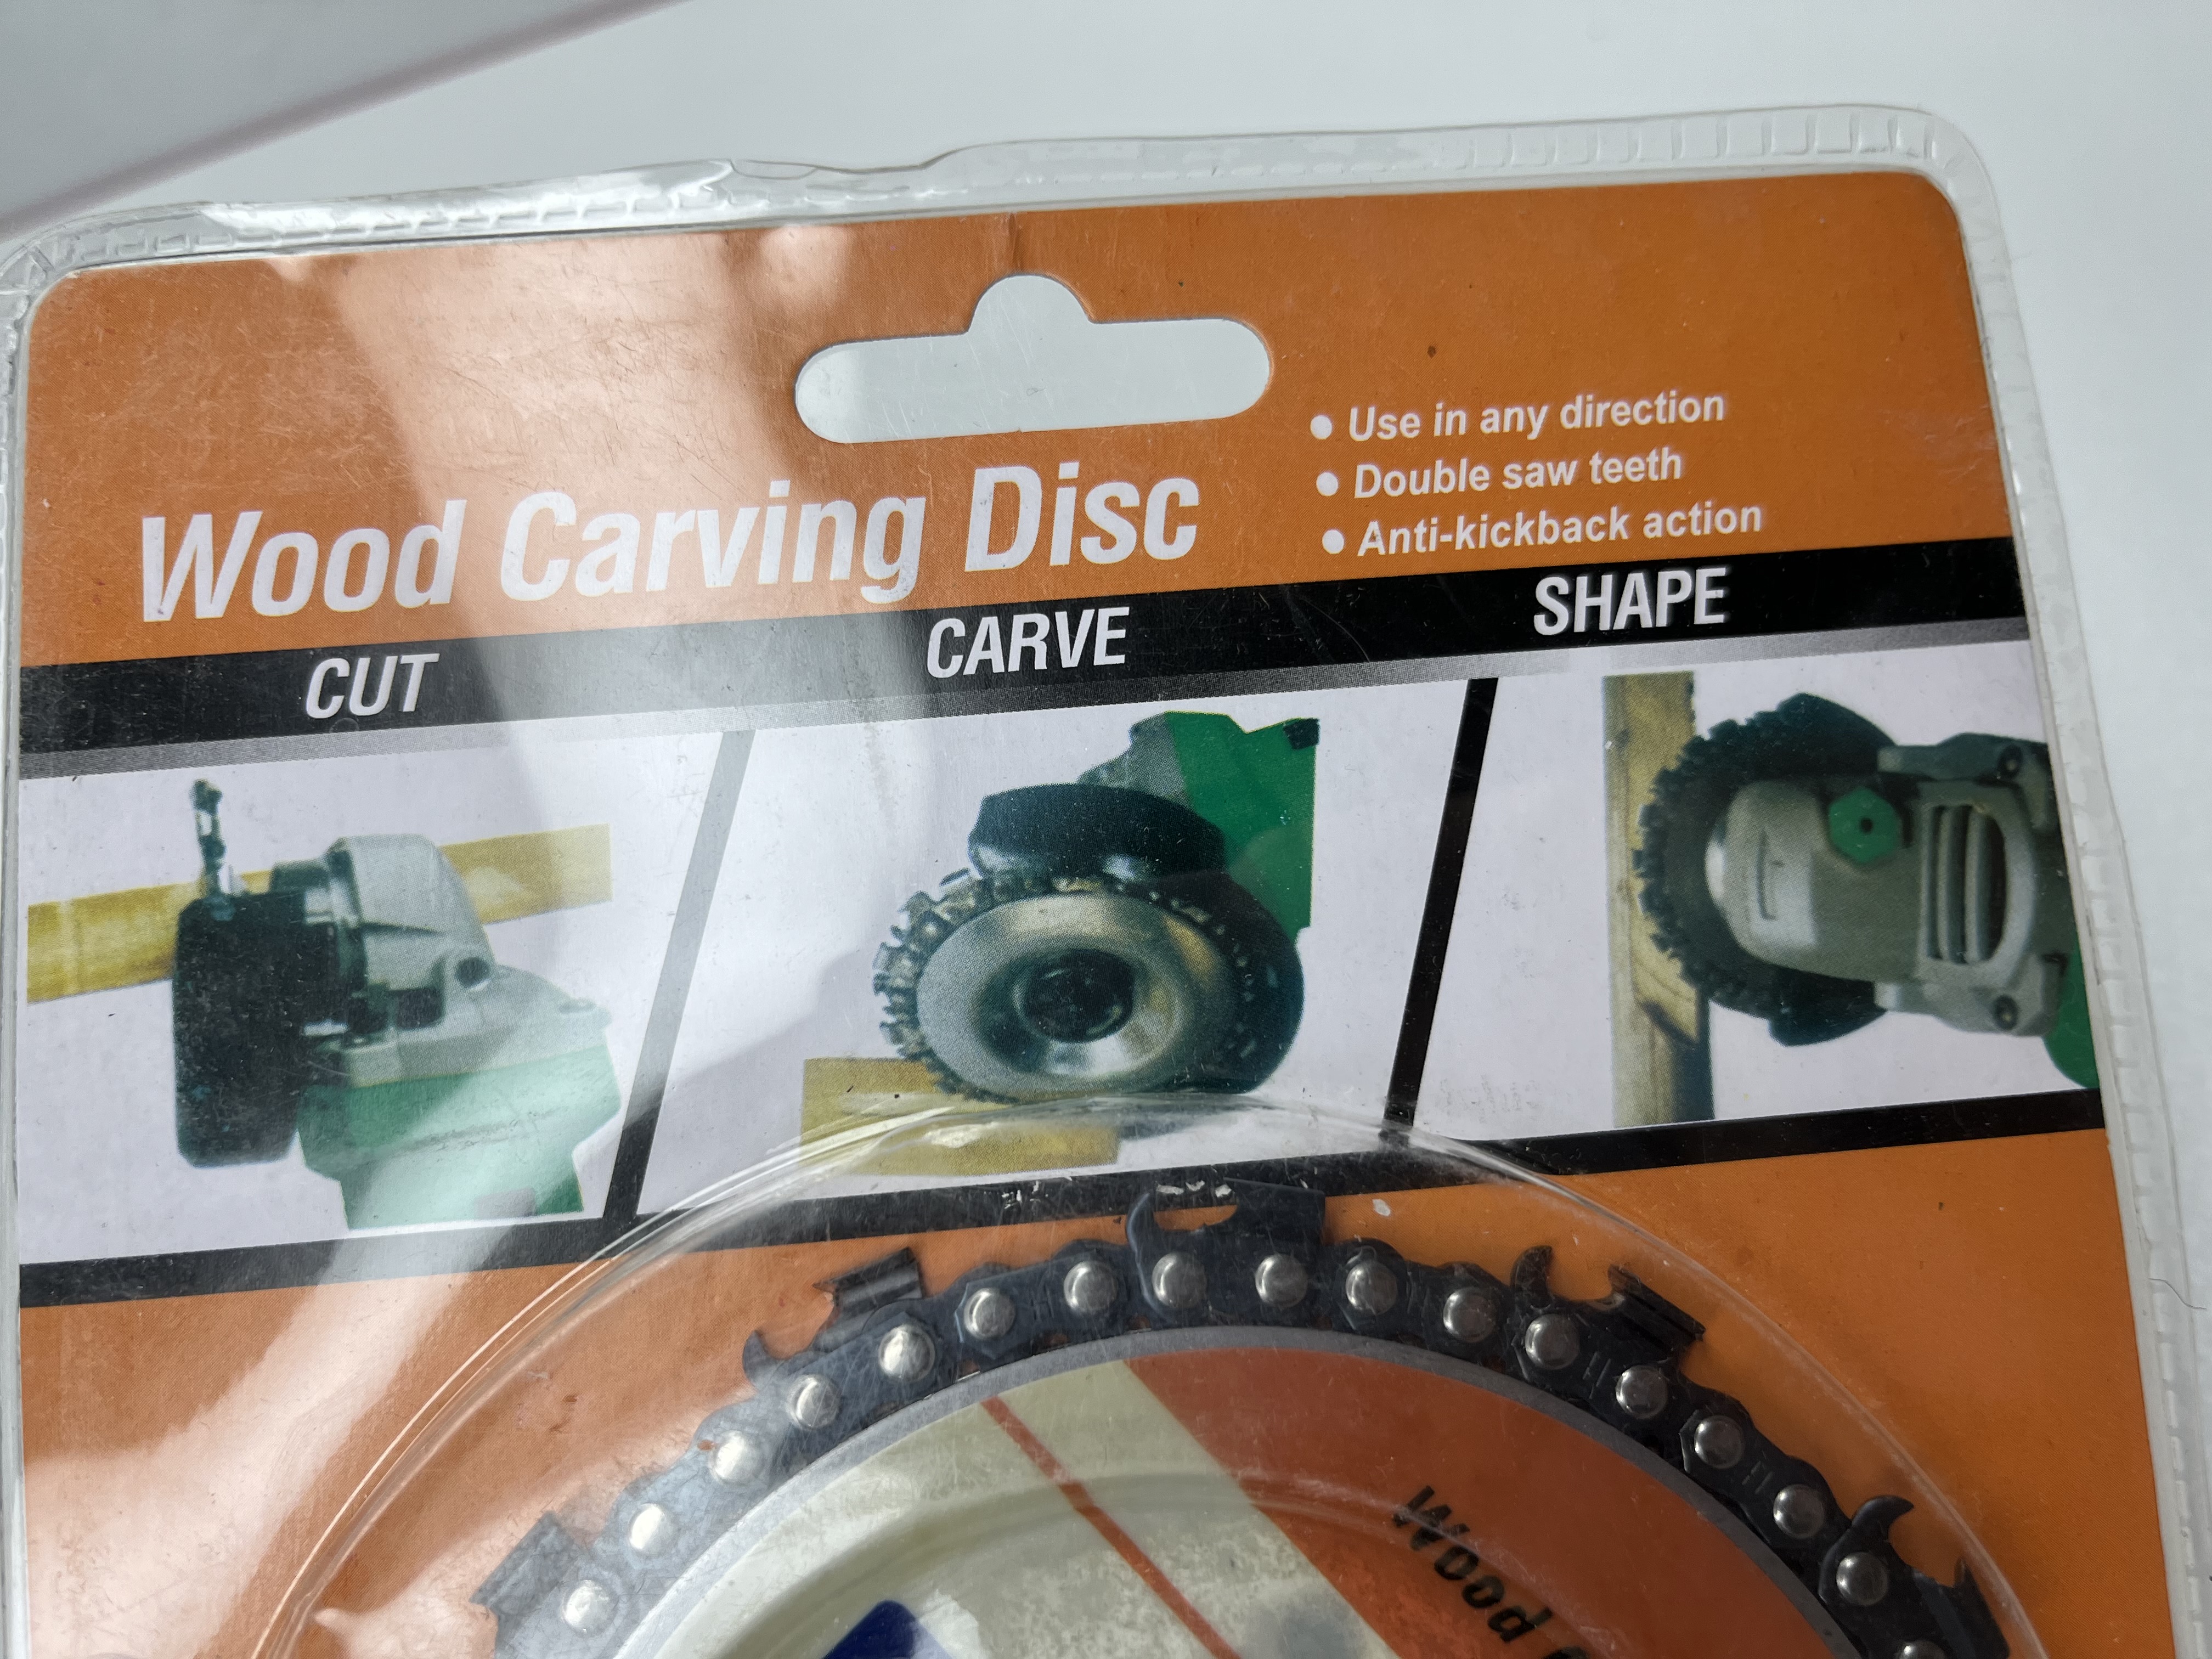 • Use in any direction
• Double saw teeth
• Anti-kickback action
Wood Carving Disc
CUT CARVE SHAPE
Wood